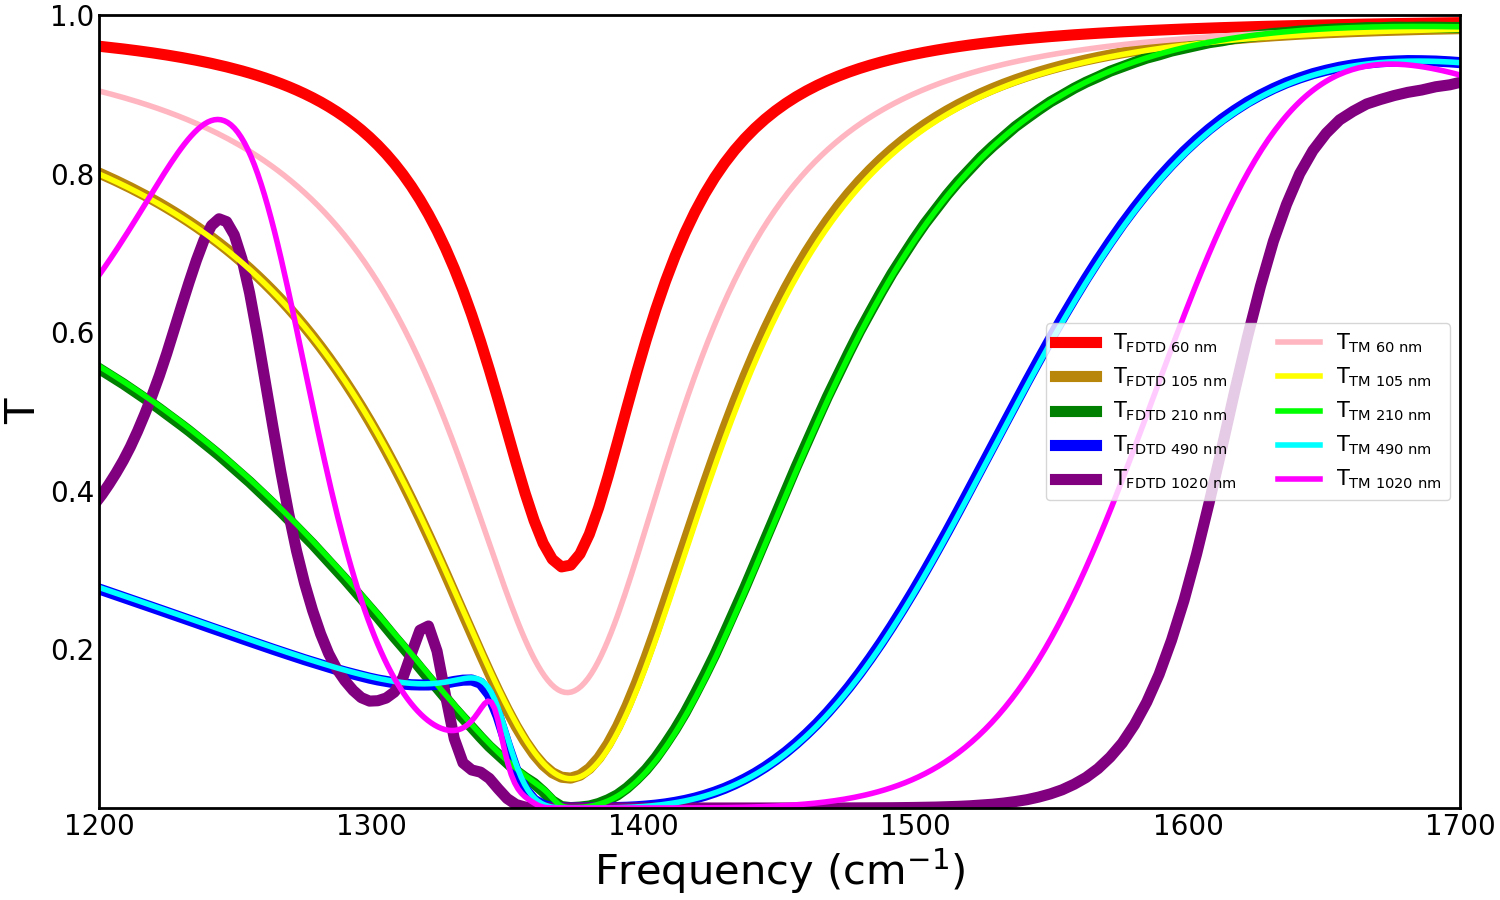 1.0
0.8
0.6
0.4
0.2
T
1200 1300 1400 1500 1600 1700
Frequency (cm⁻¹)
T_FDTD 60 nm T_TM 60 nm
T_FDTD 105 nm T_TM 105 nm
T_FDTD 210 nm T_TM 210 nm
T_FDTD 490 nm T_TM 490 nm
T_FDTD 1020 nm T_TM 1020 nm